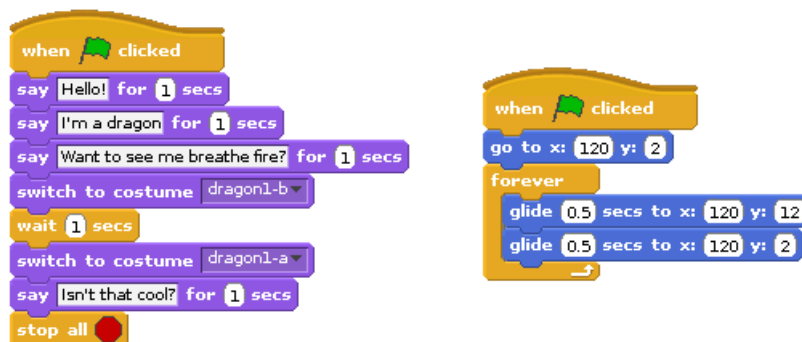 when clicked
say Hello! for 1 secs
say I'm a dragon for 1 secs
say Want to see me breathe fire? for 1 secs
switch to costume dragon1-b
wait 1 secs
switch to costume dragon1-a
say Isn't that cool? for 1 secs
stop all
when clicked
go to x: 120 y: 2
forever
glide 0.5 secs to x: 120 y: 12
glide 0.5 secs to x: 120 y: 2